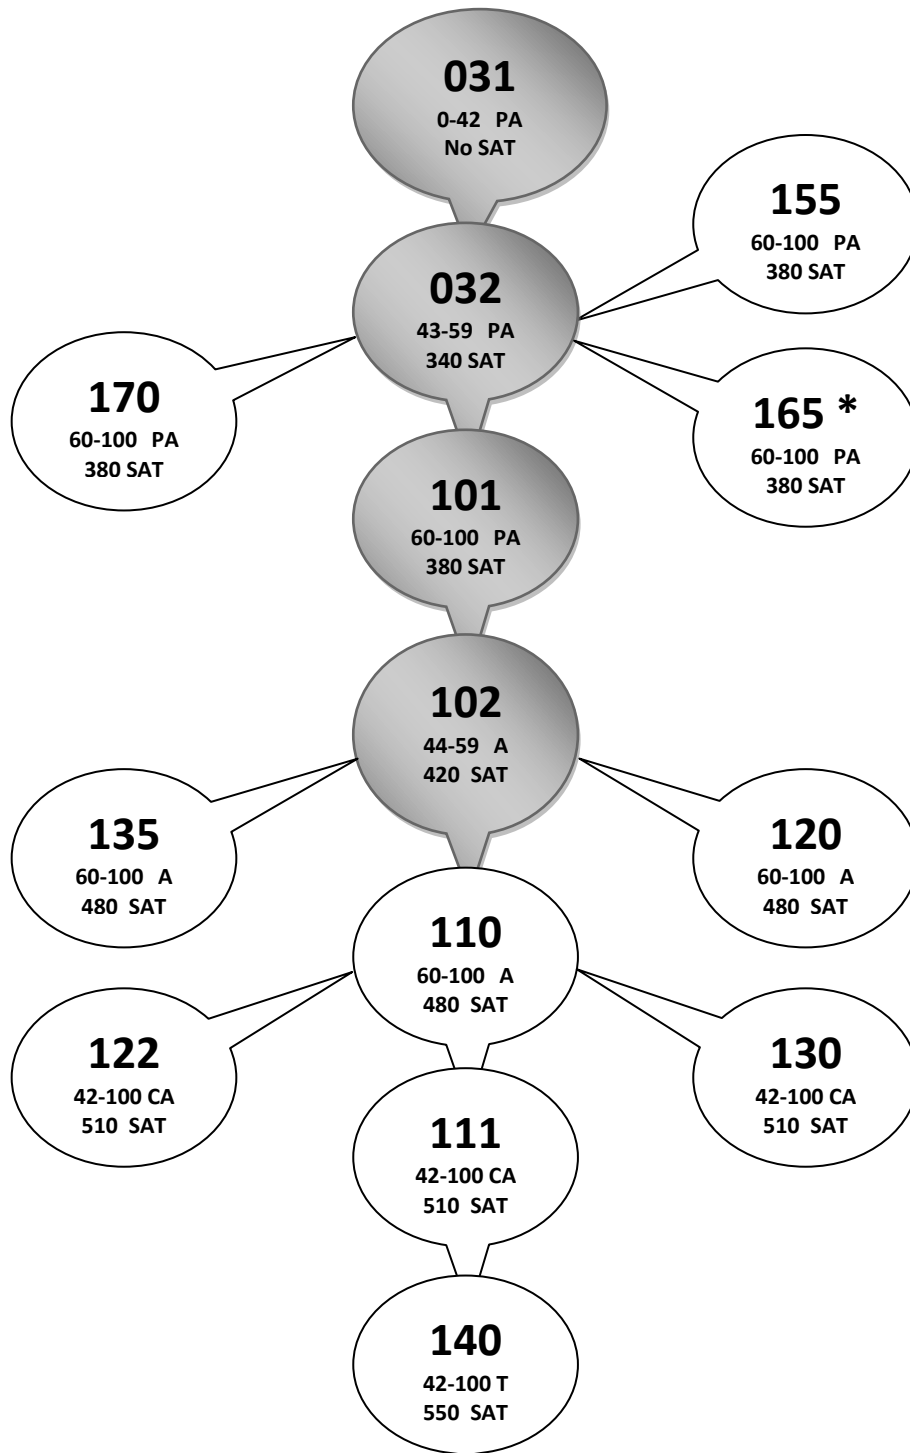 031
0-42 PA
No SAT
155
60-100 PA
380 SAT
032
43-59 PA
340 SAT
170
60-100 PA
380 SAT
165 *
60-100 PA
380 SAT
101
60-100 PA
380 SAT
102
44-59 A
420 SAT
135
60-100 A
480 SAT
120
60-100 A
480 SAT
110
60-100 A
480 SAT
122
42-100 CA
510 SAT
130
42-100 CA
510 SAT
111
42-100 CA
510 SAT
140
42-100 T
550 SAT